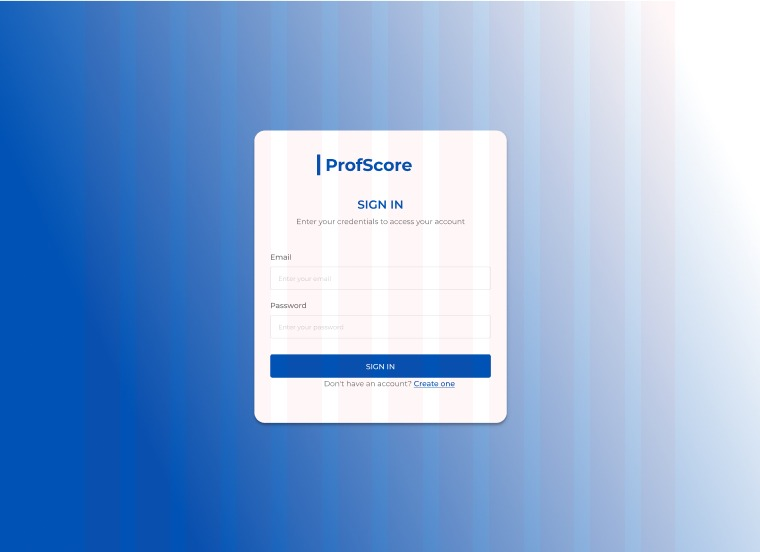 ProfScore
SIGN IN
Enter your credentials to access your account
Email
Enter your email
Password
Enter your password
SIGN IN
Don't have an account? Create one